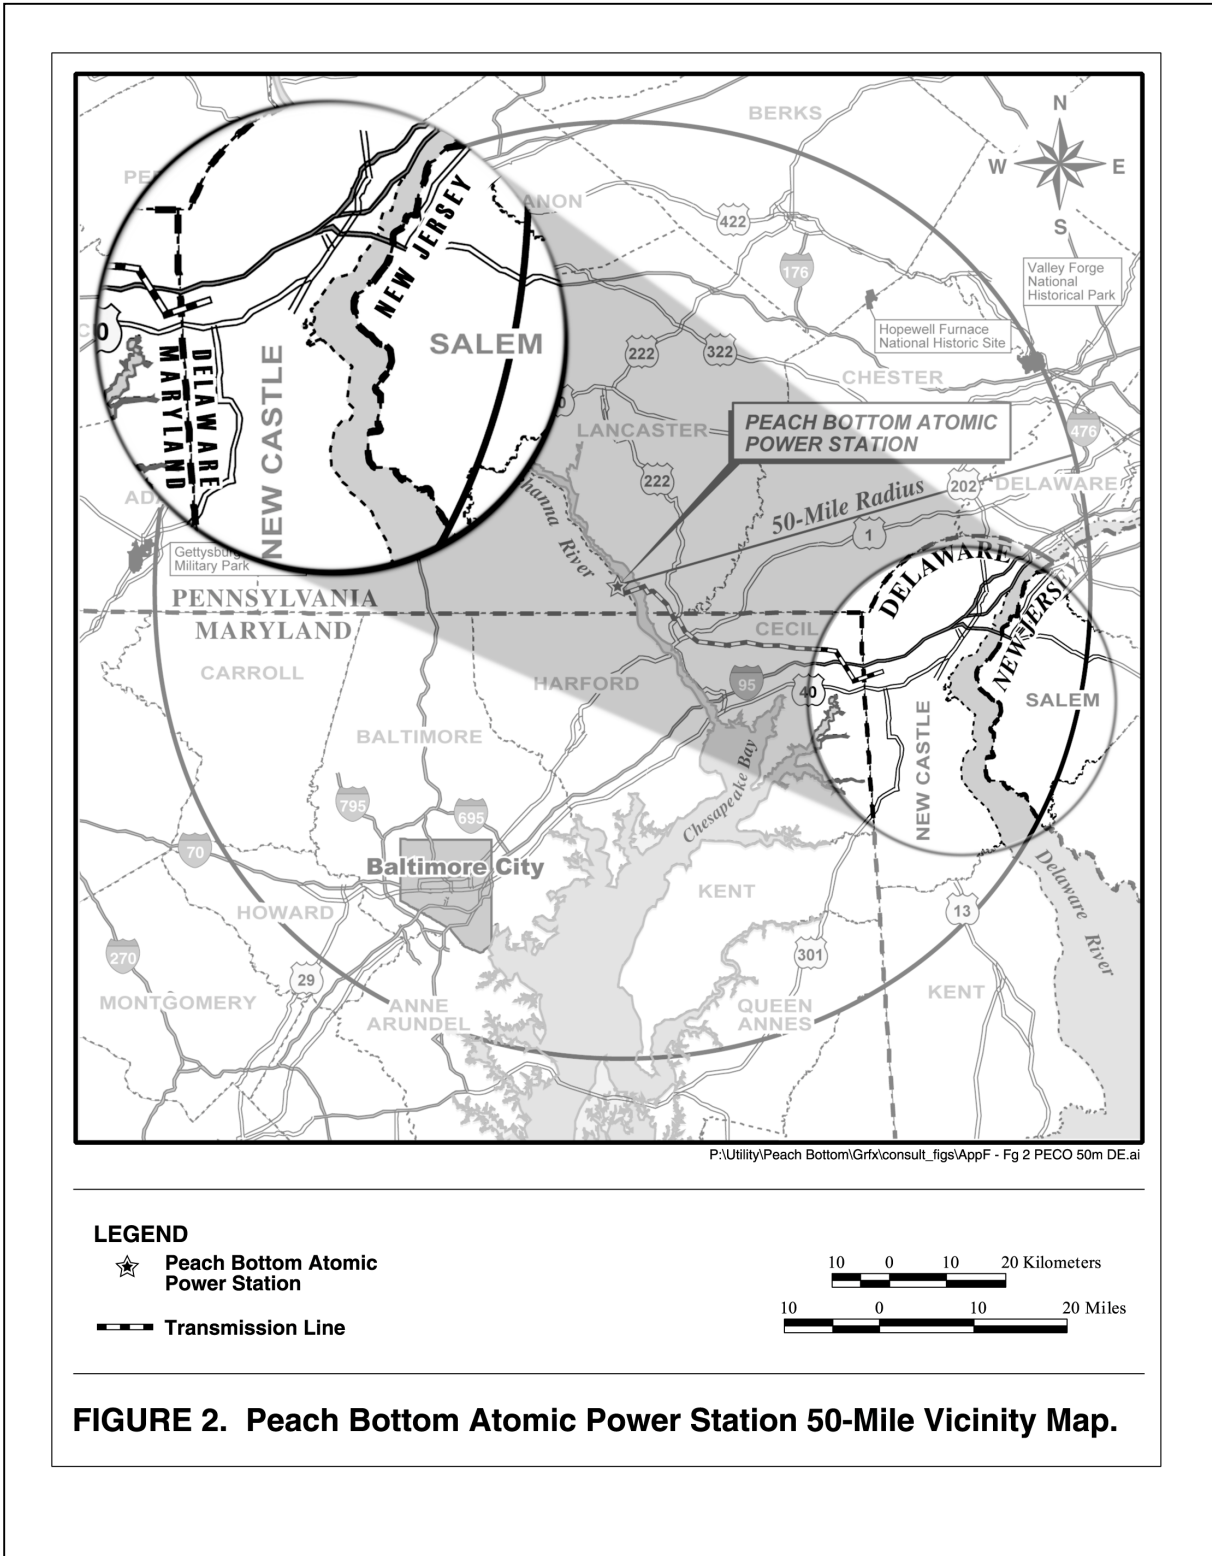 N
W
E
S
BERKS
ANON
422
176
Valley Forge
National
Historical Park
Hopewell Furnace
National Historic Site
222
322
CHESTER
NEW JERSEY
SALEM
0
MARYLAND
DELAWARE
NEW CASTLE
LANCASTER
PEACH BOTTOM ATOMIC
POWER STATION
476
222
50-Mile Radius
202
DELAWARE
1
hanna
River
Gettysburg
Military Park
DELAWARE
NEW JERSEY
PENNSYLVANIA
MARYLAND
CECIL
CARROLL
HARFORD
95
40
SALEM
NEW CASTLE
BALTIMORE
Chesapeake Bay
795
695
70
Baltimore City
KENT
Delaware
River
HOWARD
13
301
270
29
MONTGOMERY
ANNE
ARUNDEL
QUEEN
ANNES
KENT
P:\Utility\Peach Bottom\Grfx\consult_figs\AppF - Fg 2 PECO 50m DE.ai
LEGEND
Peach Bottom Atomic
Power Station
Transmission Line
10 0 10 20 Kilometers
10 0 10 20 Miles
FIGURE 2. Peach Bottom Atomic Power Station 50-Mile Vicinity Map.